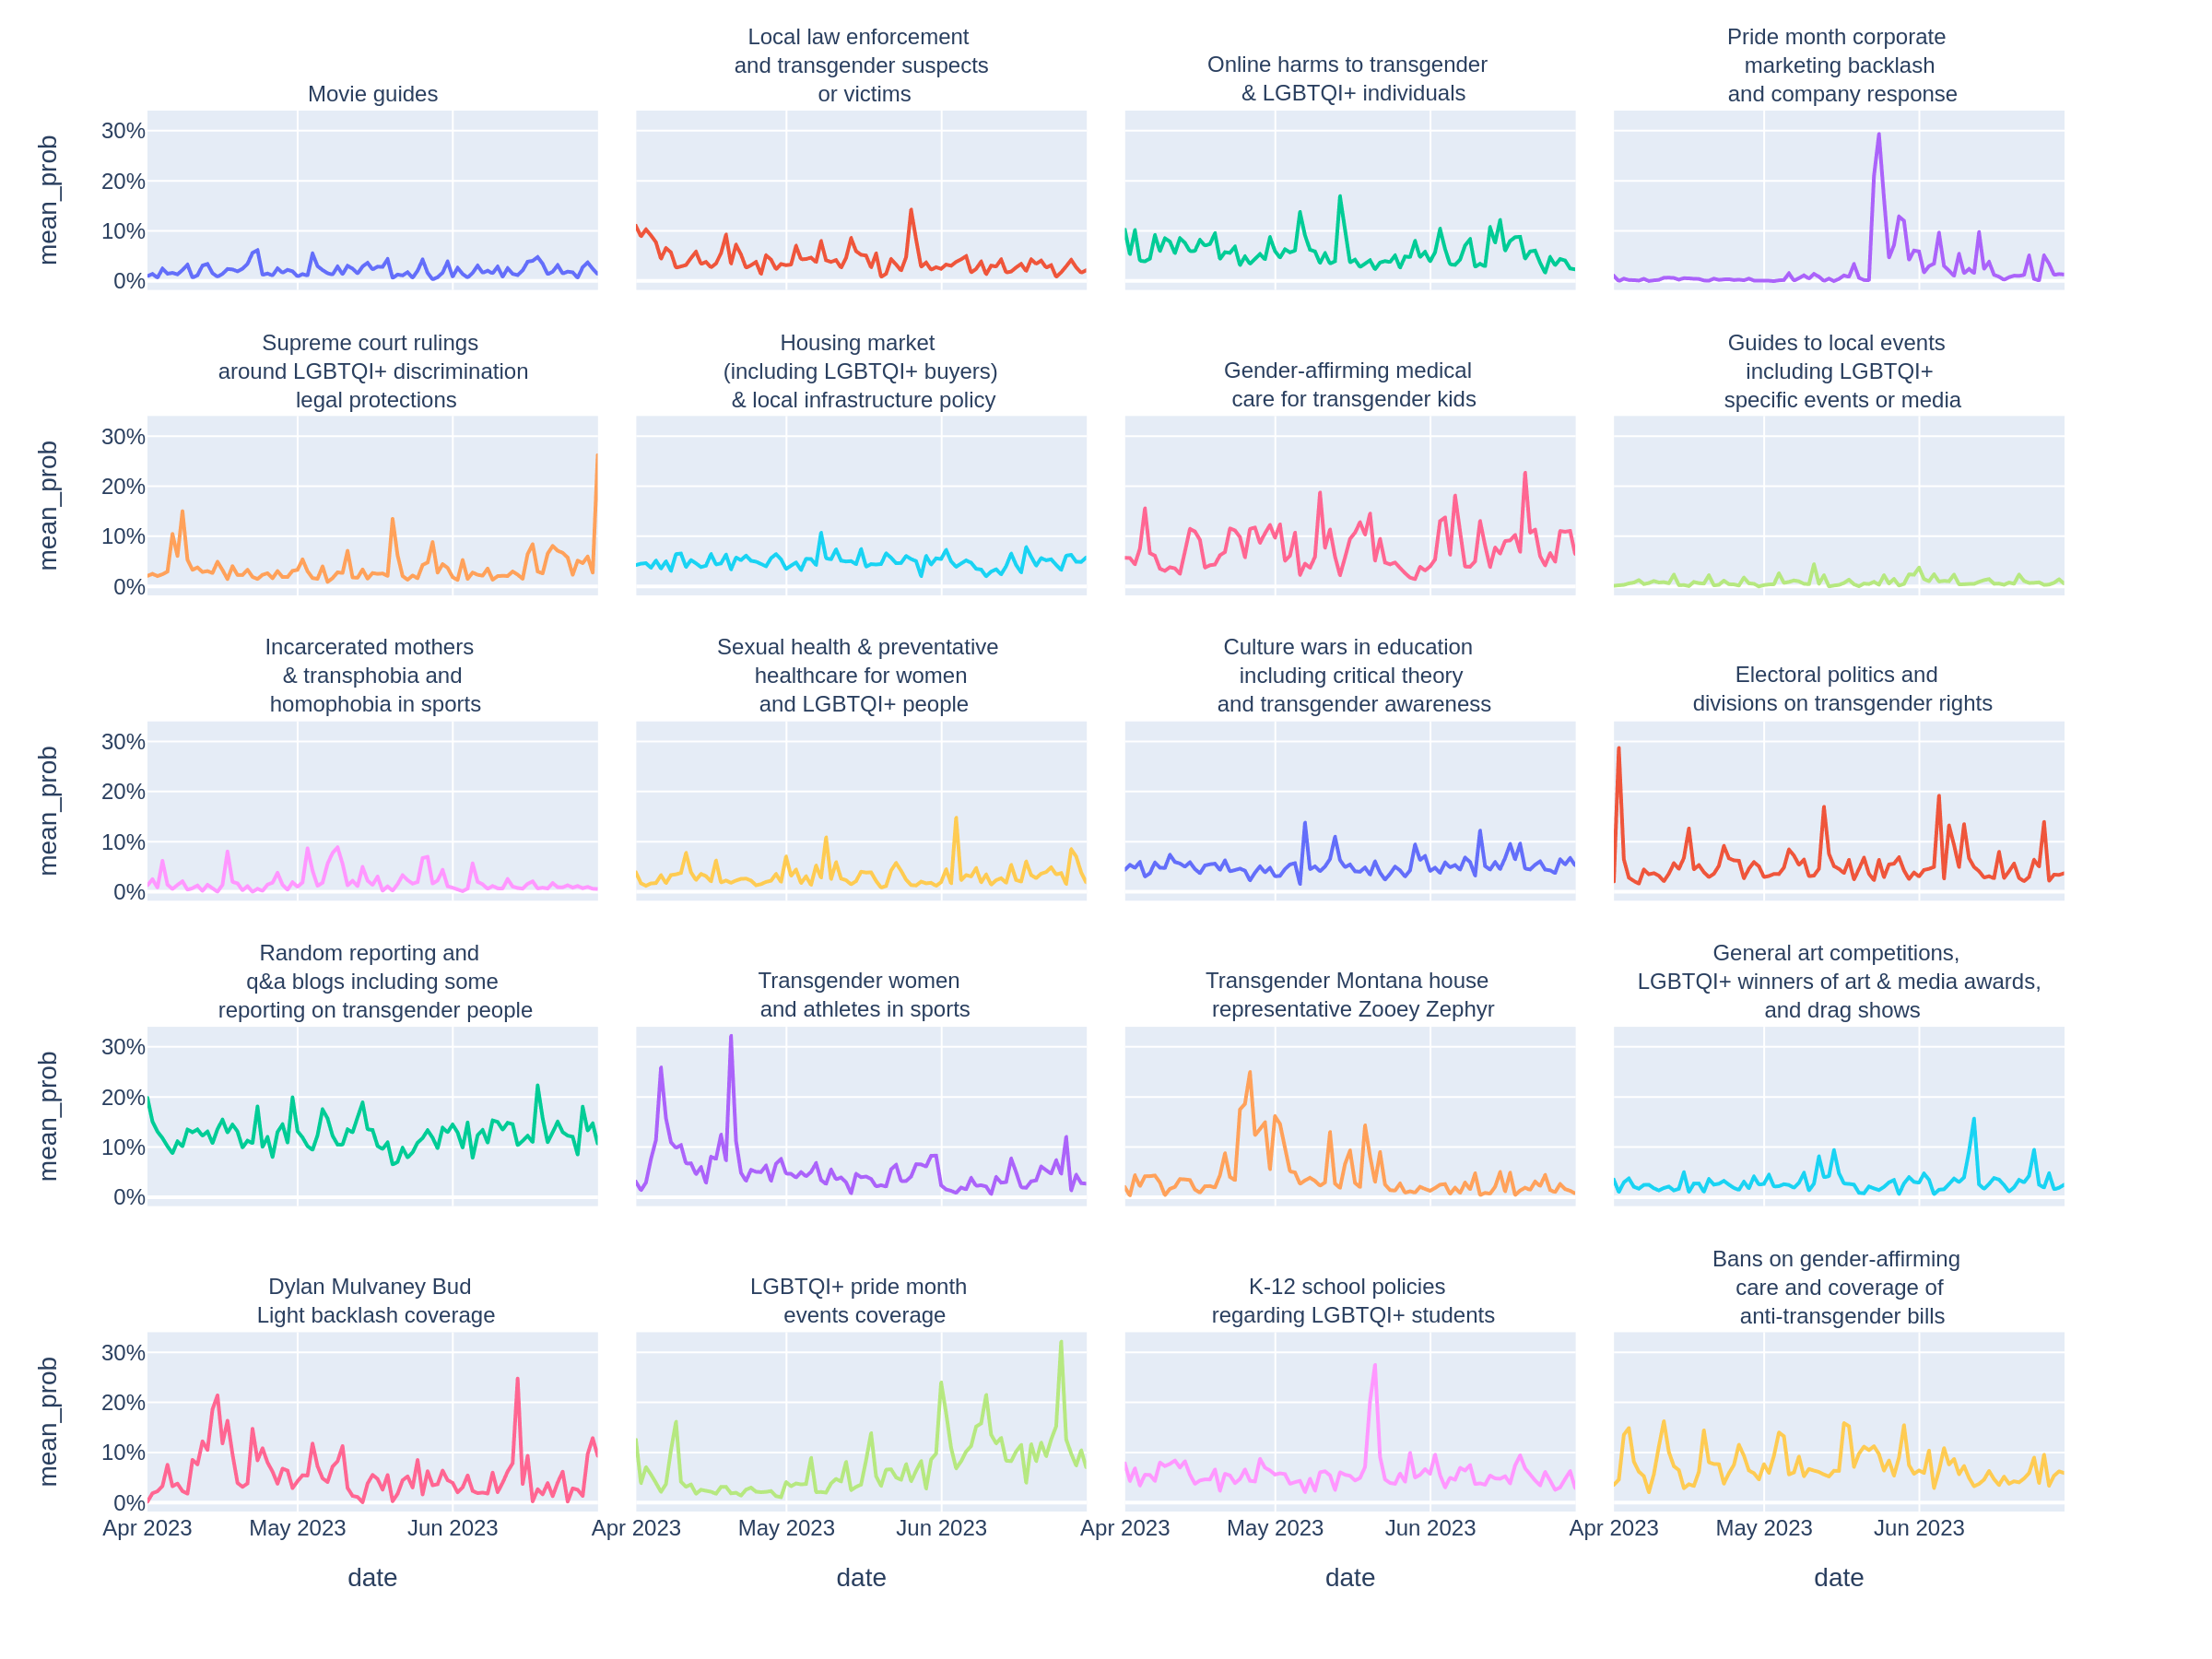 Movie guides
Local law enforcement
and transgender suspects
or victims
Online harms to transgender
& LGBTQI+ individuals
Pride month corporate
marketing backlash
and company response
mean_prob
30%
20%
10%
0%
Supreme court rulings
around LGBTQI+ discrimination
legal protections
Housing market
(including LGBTQI+ buyers)
& local infrastructure policy
Gender-affirming medical
care for transgender kids
Guides to local events
including LGBTQI+
specific events or media
mean_prob
30%
20%
10%
0%
Incarcerated mothers
& transphobia and
homophobia in sports
Sexual health & preventative
healthcare for women
and LGBTQI+ people
Culture wars in education
including critical theory
and transgender awareness
Electoral politics and
divisions on transgender rights
mean_prob
30%
20%
10%
0%
Random reporting and
q&a blogs including some
reporting on transgender people
Transgender women
and athletes in sports
Transgender Montana house
representative Zooey Zephyr
General art competitions,
LGBTQI+ winners of art & media awards,
and drag shows
mean_prob
30%
20%
10%
0%
Dylan Mulvaney Bud
Light backlash coverage
LGBTQI+ pride month
events coverage
K-12 school policies
regarding LGBTQI+ students
Bans on gender-affirming
care and coverage of
anti-transgender bills
mean_prob
30%
20%
10%
0%
Apr 2023 May 2023 Jun 2023
Apr 2023 May 2023 Jun 2023
Apr 2023 May 2023 Jun 2023
Apr 2023 May 2023 Jun 2023
date
date
date
date